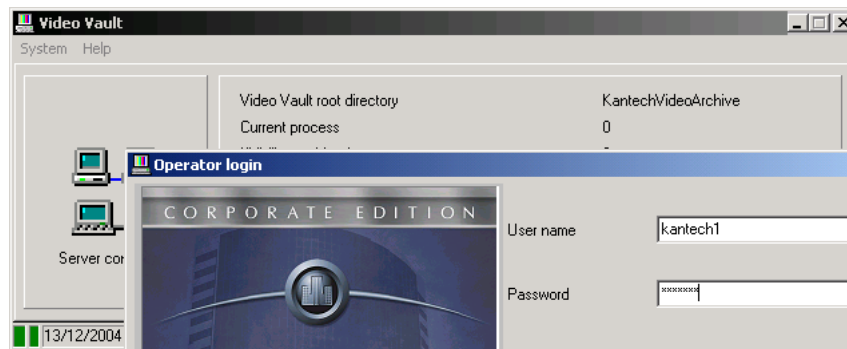 Video Vault
System Help
Video Vault root directory KantechVideoArchive
Current process 0
Operator login
CORPORATE EDITION
User name kantech1
Password *******
Server con
13/12/2004